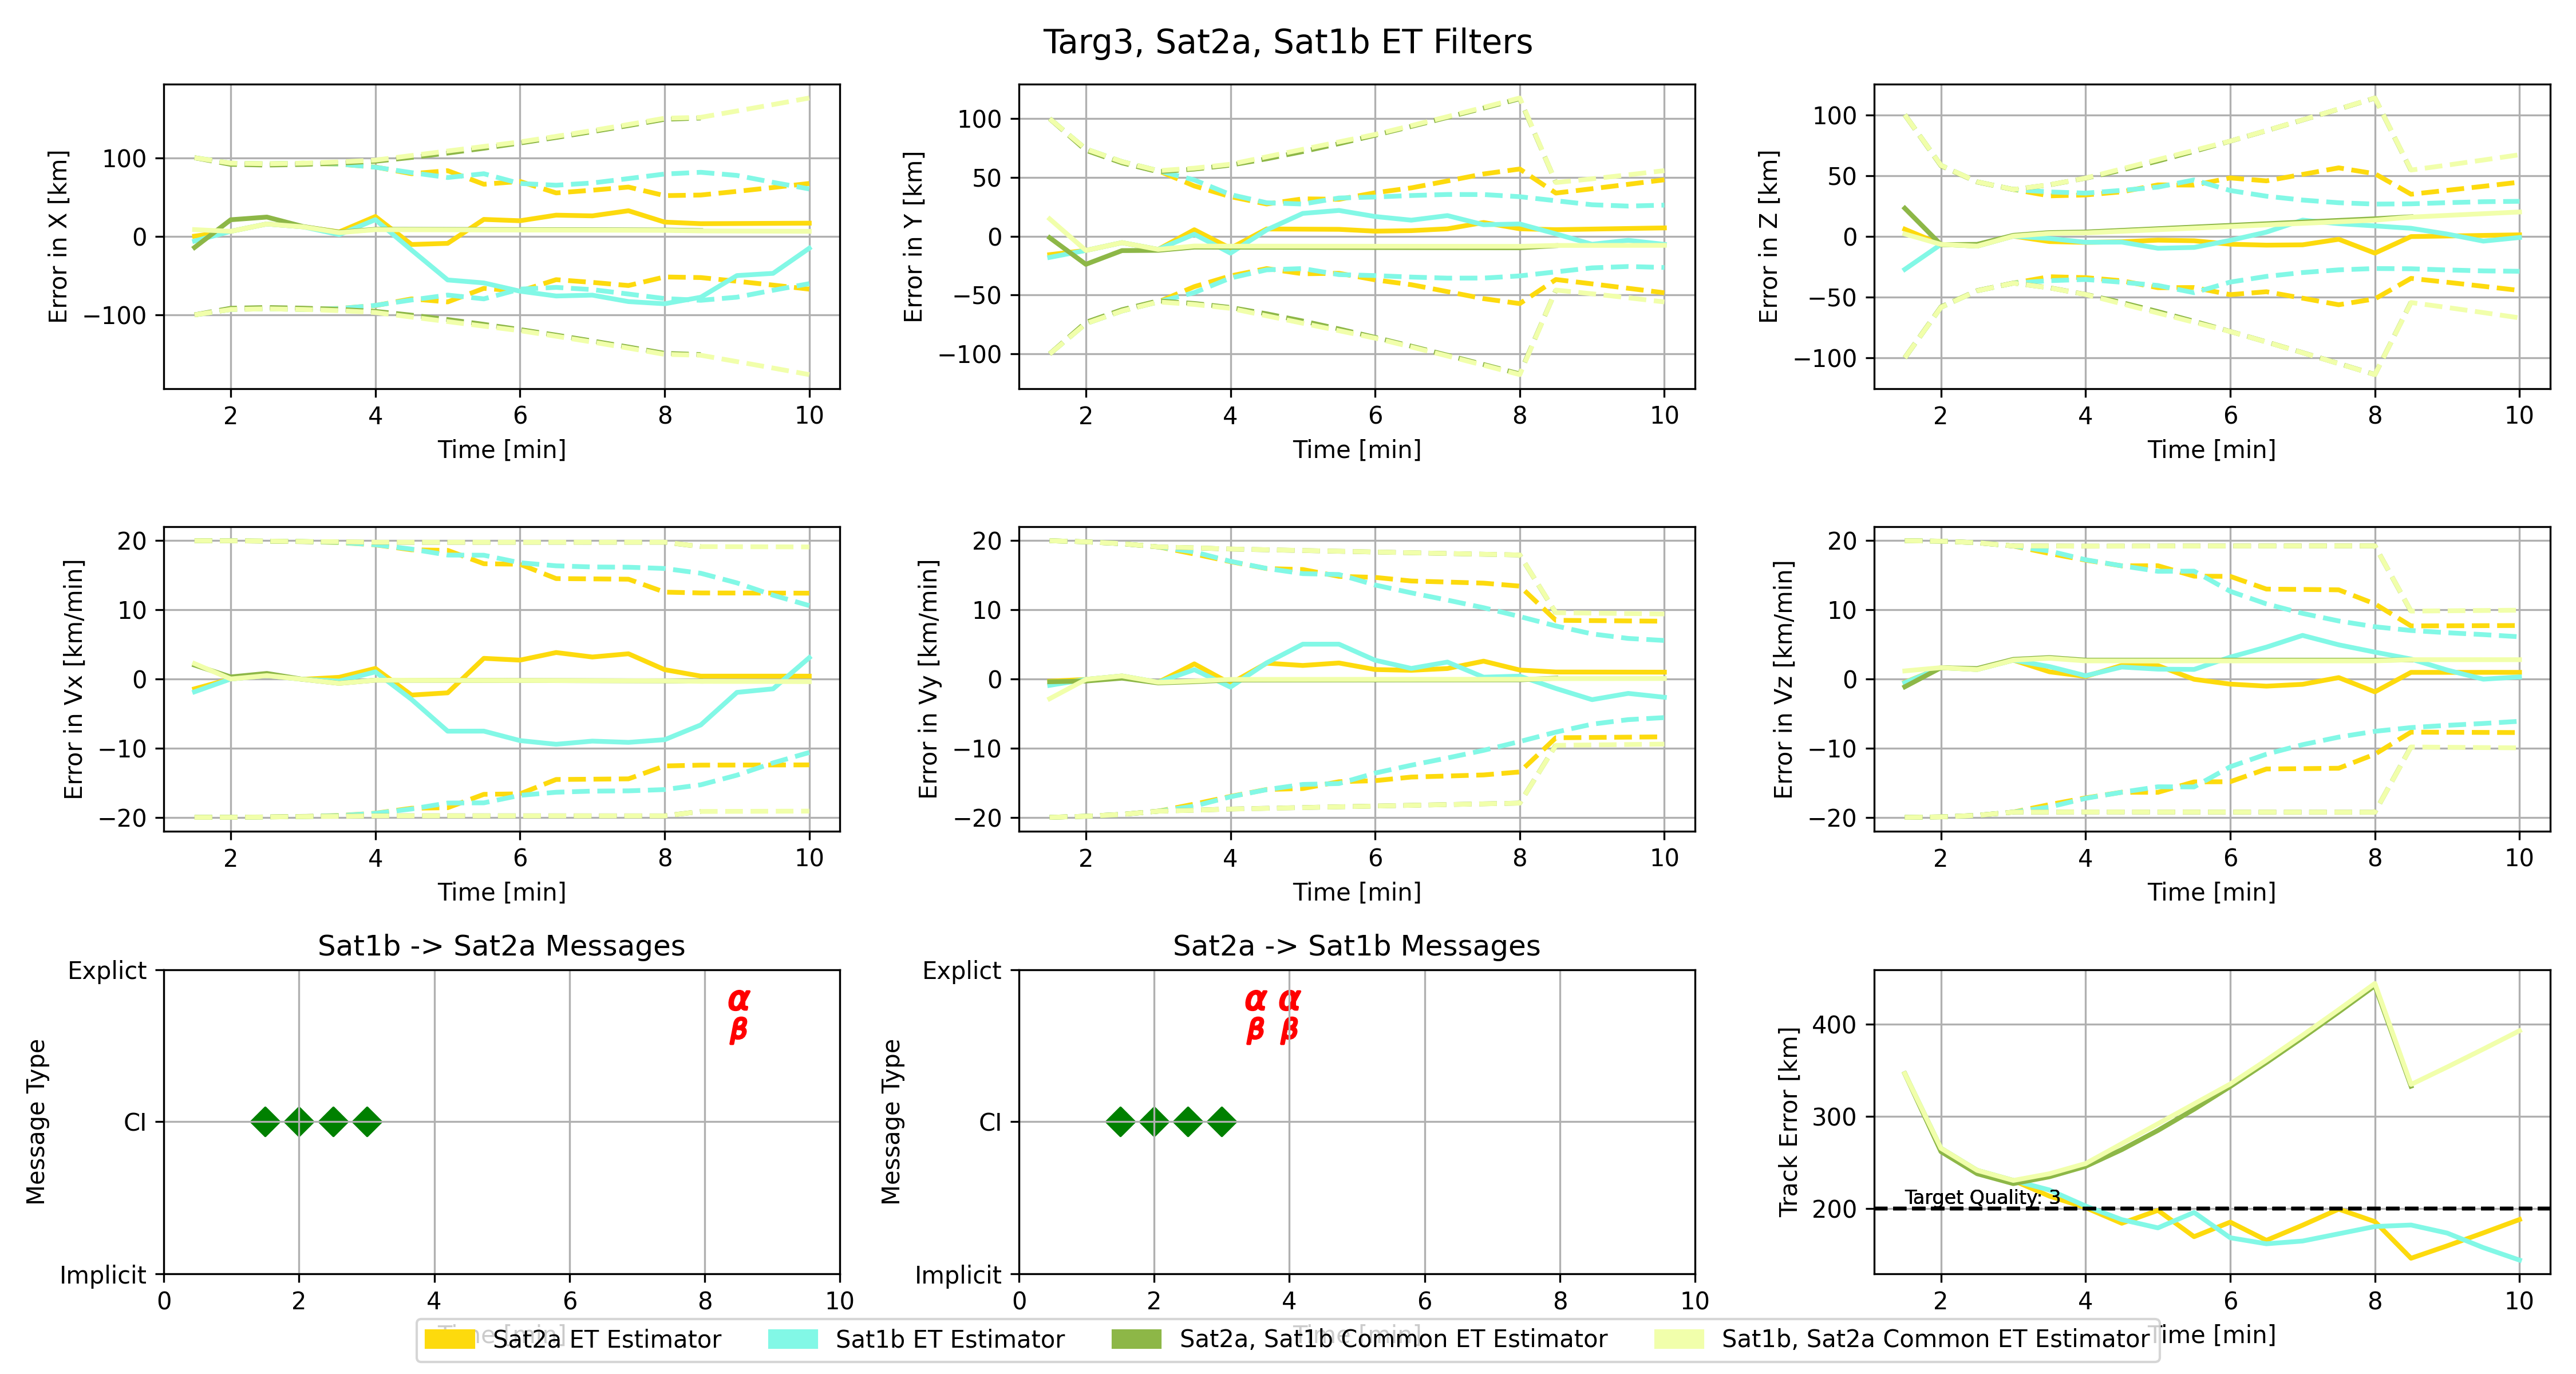 Targ3, Sat2a, Sat1b ET Filters
Error in X [km]
100
0
−100
2 4 6 8 10
Time [min]
Error in Y [km]
100
50
0
−50
−100
2 4 6 8 10
Time [min]
Error in Z [km]
100
50
0
−50
−100
2 4 6 8 10
Time [min]
Error in Vx [km/min]
20
10
0
−10
−20
2 4 6 8 10
Time [min]
Error in Vy [km/min]
20
10
0
−10
−20
2 4 6 8 10
Time [min]
Error in Vz [km/min]
20
10
0
−10
−20
2 4 6 8 10
Time [min]
Sat1b -> Sat2a Messages
Message Type
Explict
CI
Implicit
α
β
0 2 4 6 8 10
Time [min]
Sat2a -> Sat1b Messages
Message Type
Explict
CI
Implicit
α α
β β
0 2 4 6 8 10
Time [min]
Track Error [km]
400
300
200
Target Quality: 3
2 4 6 8 10
Time [min]
Sat2a ET Estimator
Sat1b ET Estimator
Sat2a, Sat1b Common ET Estimator
Sat1b, Sat2a Common ET Estimator